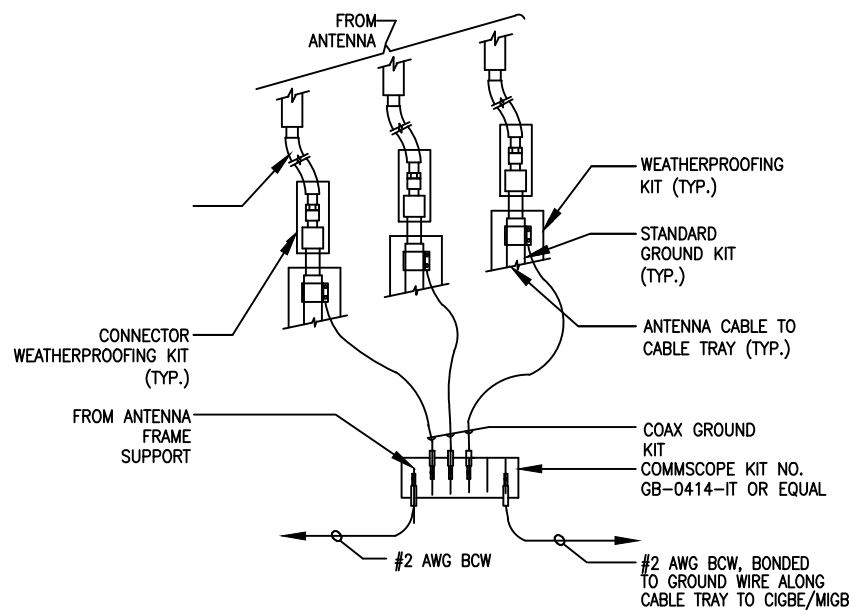 FROM
ANTENNA
WEATHERPROOFING
KIT (TYP.)
STANDARD
GROUND KIT
(TYP.)
ANTENNA CABLE TO
CABLE TRAY (TYP.)
CONNECTOR
WEATHERPROOFING KIT
(TYP.)
FROM ANTENNA
FRAME
SUPPORT
COAX GROUND
KIT
COMMSCOPE KIT NO.
GB-0414-IT OR EQUAL
#2 AWG BCW
#2 AWG BCW, BONDED
TO GROUND WIRE ALONG
CABLE TRAY TO CIGBE/MIGB